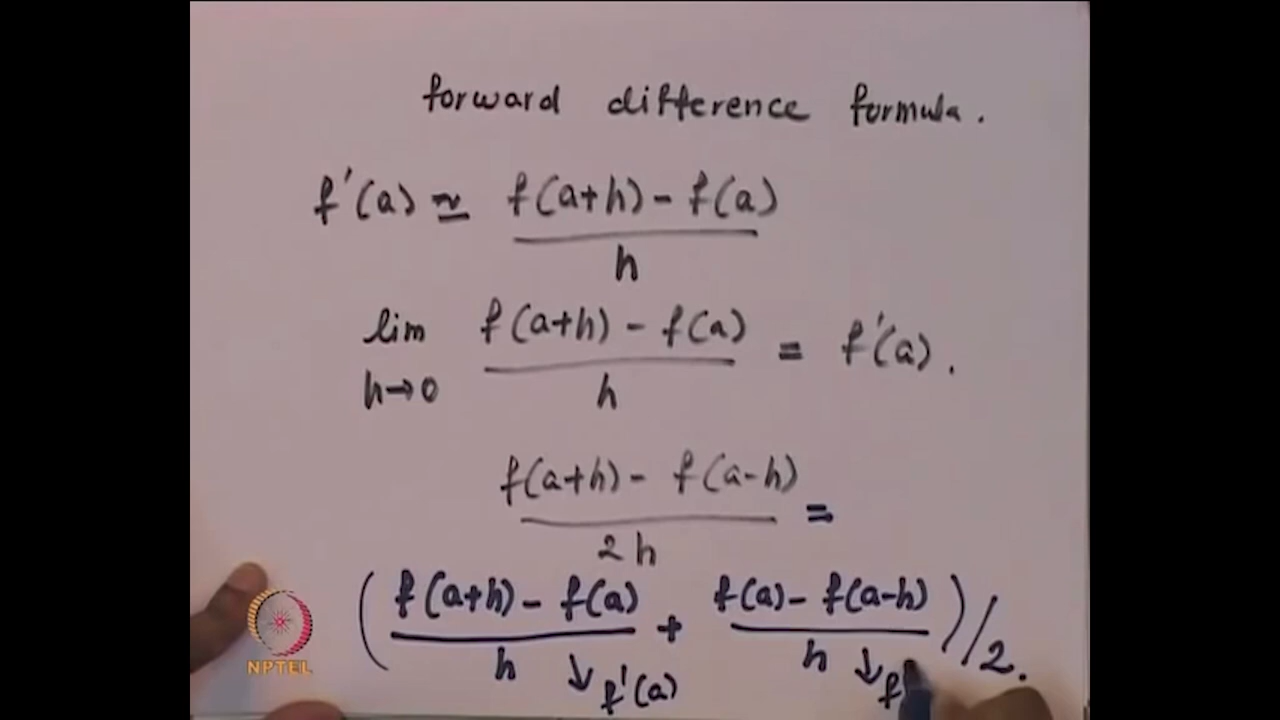 forward difference formula.
f'(a) ≃ f(a+h) - f(a) / h
lim h→0 f(a+h) - f(a) / h = f'(a).
f(a+h) - f(a-h) / 2h =
( f(a+h) - f(a) / h + f(a) - f(a-h) / h ) / 2.
↓ f'(a) ↓ f
NPTEL